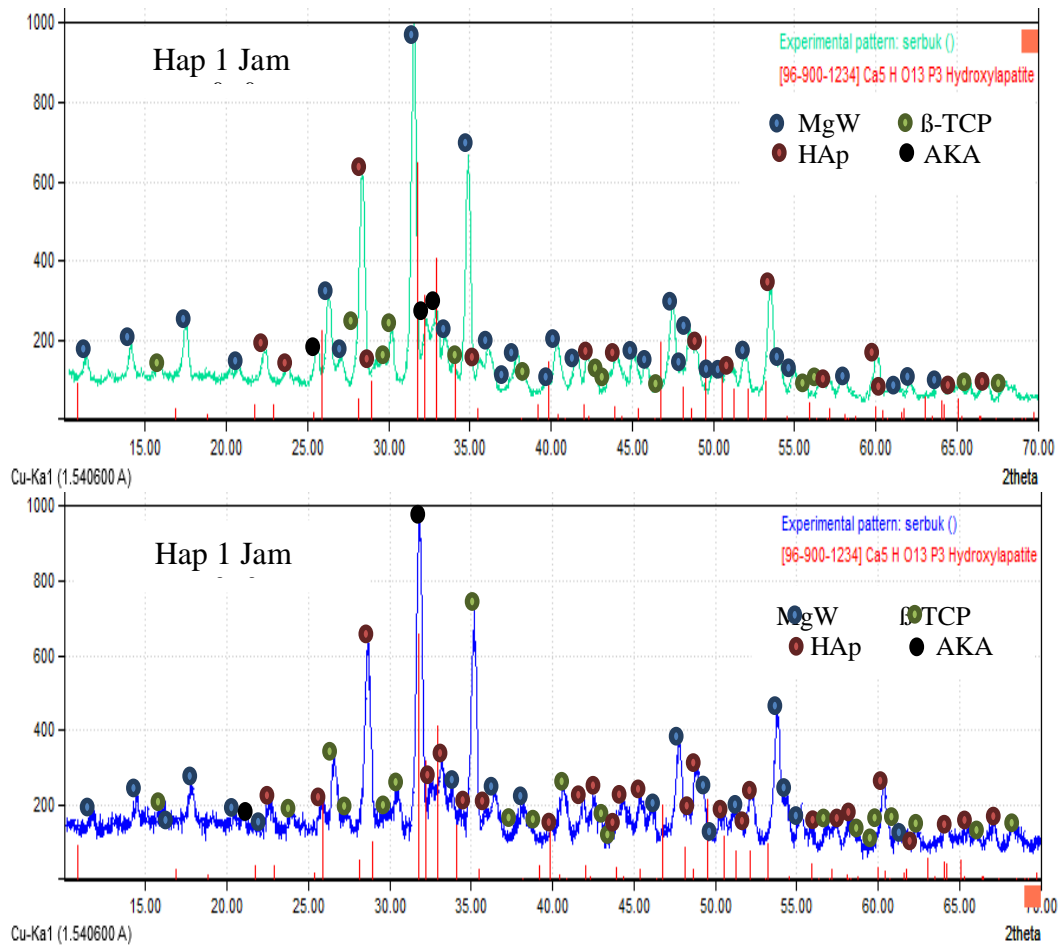 1000
Hap 1 Jam
Experimental pattern: serbuk ()
[96-900-1234] Ca5 H O13 P3 Hydroxylapatite
MgW ß-TCP
HAp AKA
800
600
400
200
15.00 20.00 25.00 30.00 35.00 40.00 45.00 50.00 55.00 60.00 65.00 70.00
Cu-Ka1 (1.540600 A) 2theta
1000
Hap 1 Jam
Experimental pattern: serbuk ()
[96-900-1234] Ca5 H O13 P3 Hydroxylapatite
MgW ß-TCP
HAp AKA
800
600
400
200
15.00 20.00 25.00 30.00 35.00 40.00 45.00 50.00 55.00 60.00 65.00 70.00
Cu-Ka1 (1.540600 A) 2theta